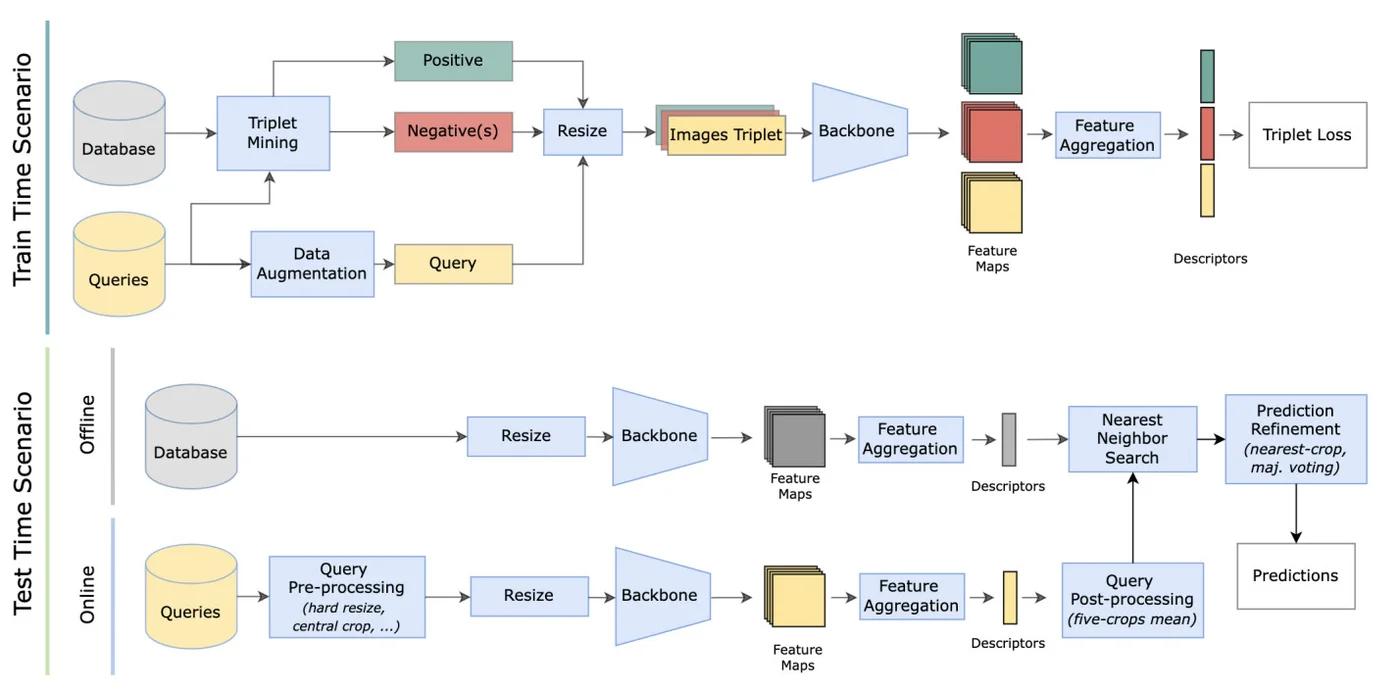 Train Time Scenario
Database
Queries
Triplet
Mining
Data
Augmentation
Positive
Negative(s)
Query
Resize
Images Triplet
Backbone
Feature
Maps
Feature
Aggregation
Descriptors
Triplet Loss
Test Time Scenario
Offline
Database
Resize
Backbone
Feature
Maps
Feature
Aggregation
Descriptors
Nearest
Neighbor
Search
Prediction
Refinement
(nearest-crop,
maj. voting)
Online
Queries
Query
Pre-processing
(hard resize,
central crop, ...)
Resize
Backbone
Feature
Maps
Feature
Aggregation
Descriptors
Query
Post-processing
(five-crops mean)
Predictions